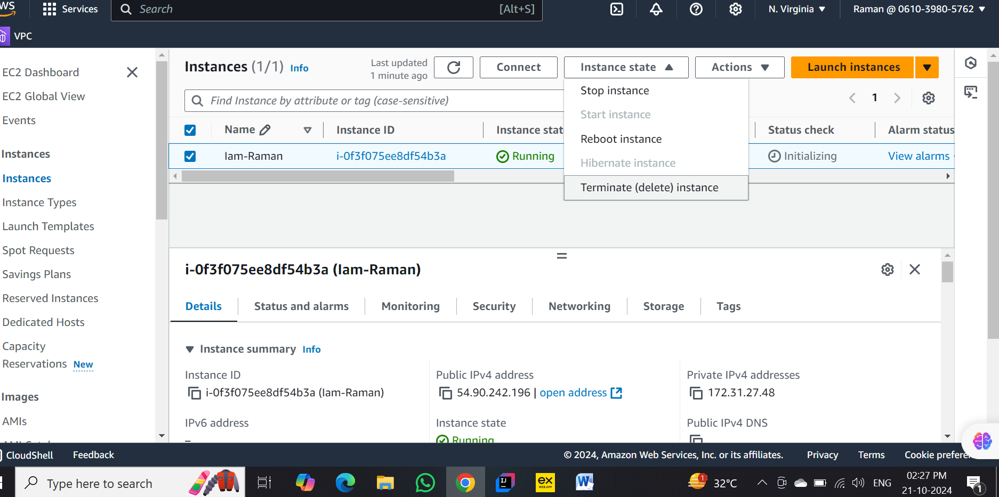 Services
Search
[Alt+S]
N. Virginia
Raman @ 0610-3980-5762
VPC
EC2 Dashboard
EC2 Global View
Events
Instances
Instances
Instance Types
Launch Templates
Spot Requests
Savings Plans
Reserved Instances
Dedicated Hosts
Capacity
Reservations New
Images
AMIs
Instances (1/1) Info
Last updated
1 minute ago
Connect
Instance state
Actions
Launch instances
Find Instance by attribute or tag (case-sensitive)
1
Stop instance
Start instance
Reboot instance
Hibernate instance
Terminate (delete) instance
Name
Instance ID
Instance stat
Status check
Alarm status
Iam-Raman
i-0f3f075ee8df54b3a
Running
Initializing
View alarms
i-0f3f075ee8df54b3a (Iam-Raman)
Details
Status and alarms
Monitoring
Security
Networking
Storage
Tags
Instance summary Info
Instance ID
i-0f3f075ee8df54b3a (Iam-Raman)
Public IPv4 address
54.90.242.196 | open address
Private IPv4 addresses
172.31.27.48
IPv6 address
–
Instance state
Running
Public IPv4 DNS
CloudShell
Feedback
© 2024, Amazon Web Services, Inc. or its affiliates.
Privacy
Terms
Cookie prefere
Type here to search
IJ
ex
WEB APP
W
1
32°C
ENG
02:27 PM
21-10-2024
1